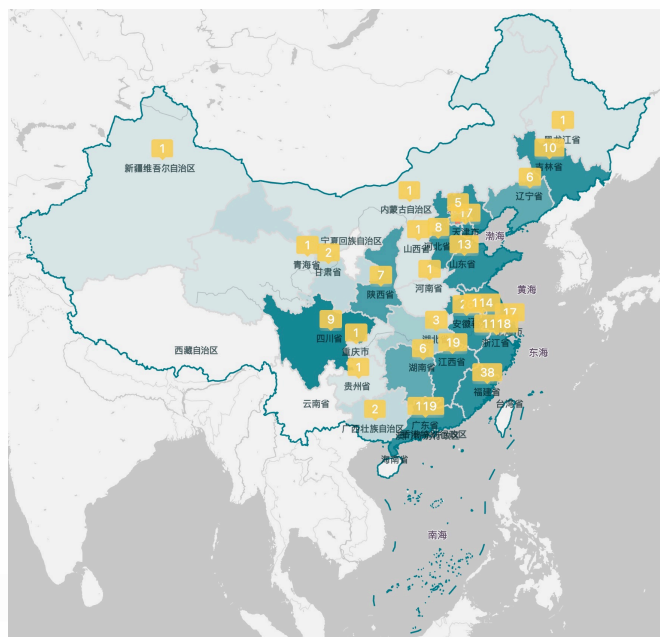 1
黑龙江省
10
吉林省
1
新疆维吾尔自治区
6
辽宁省
1
内蒙古自治区
5
17
天津市
渤海
1
山西省
8
河北省
13
山东省
宁夏回族自治区
1
青海省
2
甘肃省
7
陕西省
1
河南省
黄海
114
安徽省
17
1118
浙江省
东海
9
四川省
1
重庆市
3
湖北
19
江西省
6
湖南省
西藏自治区
1
贵州省
38
福建省
云南省
台湾省
2
广西壮族自治区
119
广东省
海南省
南海